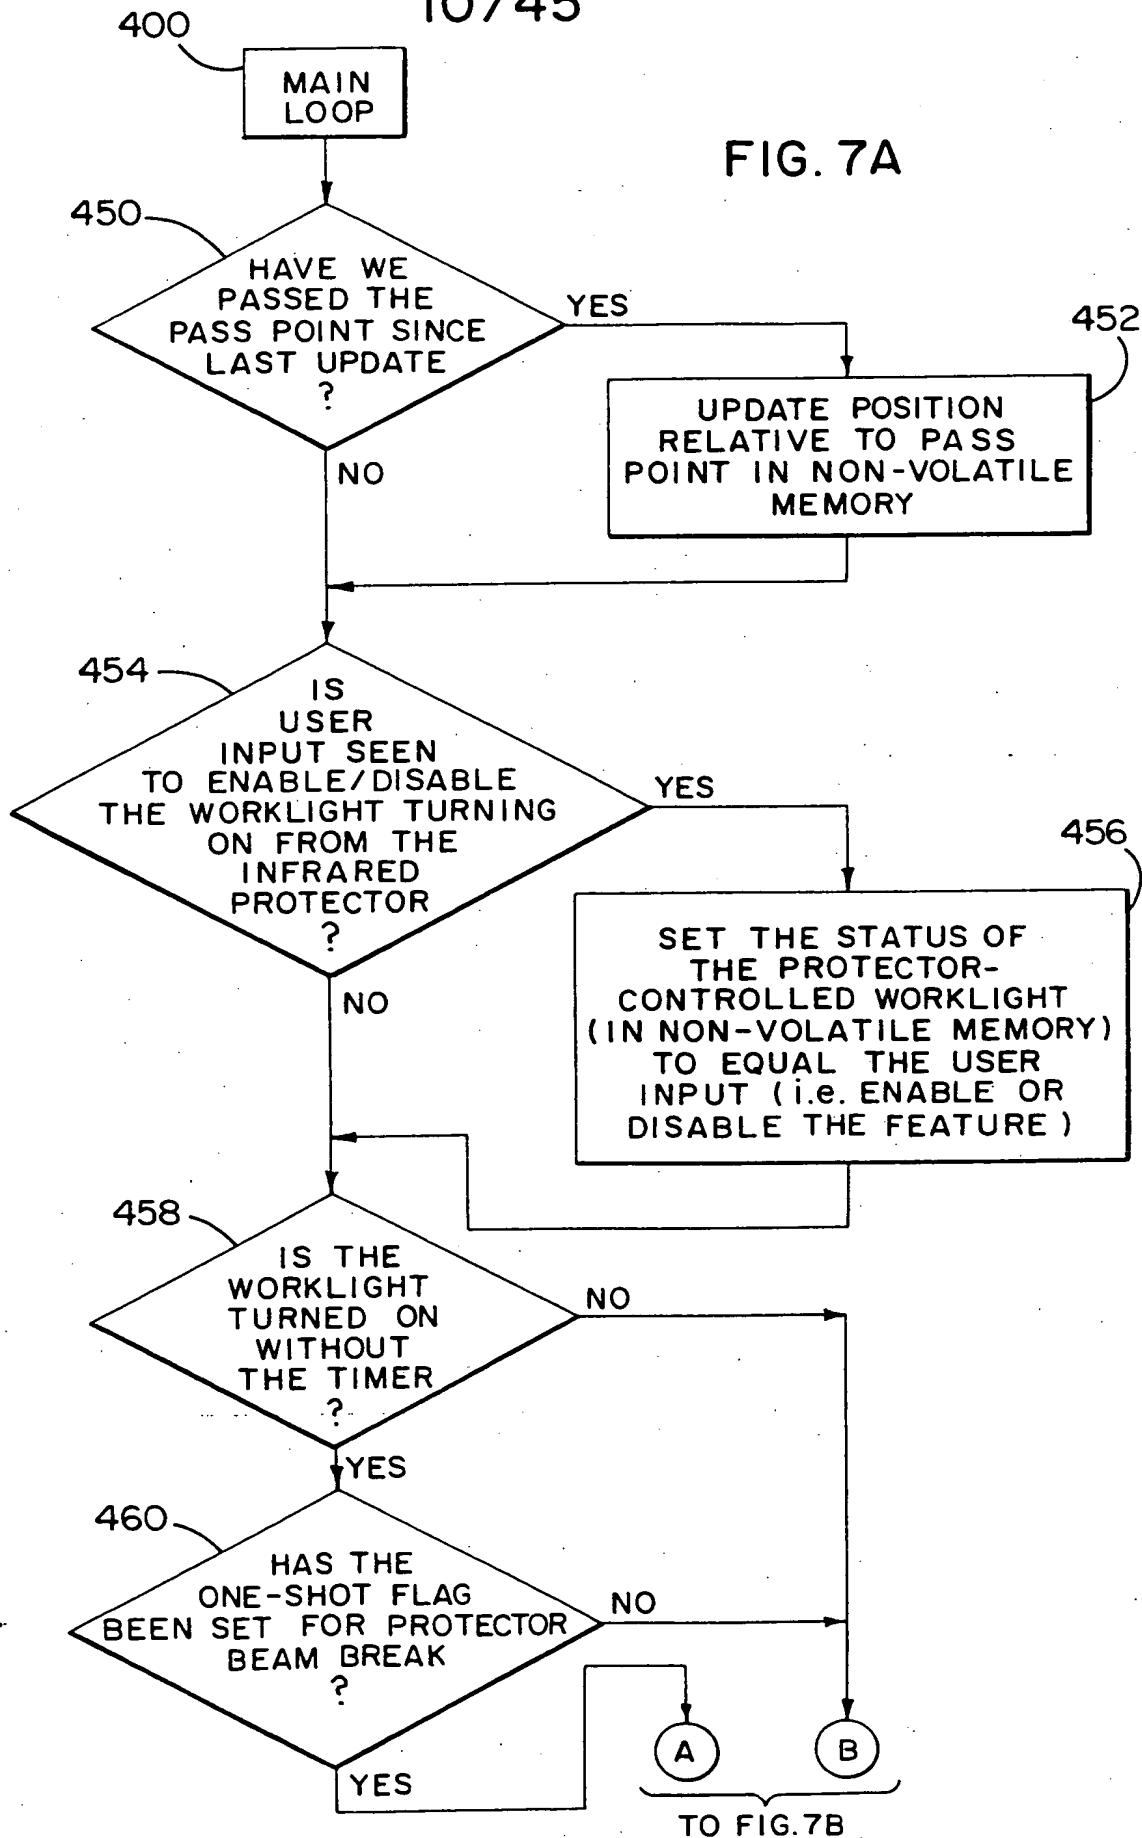 10/45
400
MAIN
LOOP
FIG. 7A
450
HAVE WE
PASSED THE
PASS POINT SINCE
LAST UPDATE
?
YES
NO
452
UPDATE POSITION
RELATIVE TO PASS
POINT IN NON-VOLATILE
MEMORY
454
IS
USER
INPUT SEEN
TO ENABLE/DISABLE
THE WORKLIGHT TURNING
ON FROM THE
INFRARED
PROTECTOR
?
YES
NO
456
SET THE STATUS OF
THE PROTECTOR-
CONTROLLED WORKLIGHT
(IN NON-VOLATILE MEMORY)
TO EQUAL THE USER
INPUT (i.e. ENABLE OR
DISABLE THE FEATURE)
458
IS THE
WORKLIGHT
TURNED ON
WITHOUT
THE TIMER
?
NO
YES
460
HAS THE
ONE-SHOT FLAG
BEEN SET FOR PROTECTOR
BEAM BREAK
?
NO
YES
A
B
TO FIG.7B